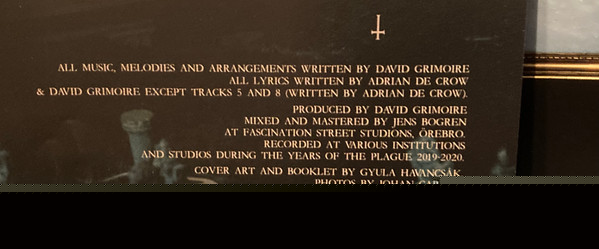 ALL MUSIC, MELODIES AND ARRANGEMENTS WRITTEN BY DAVID GRIMOIRE
ALL LYRICS WRITTEN BY ADRIAN DE CROW
& DAVID GRIMOIRE EXCEPT TRACKS 5 AND 8 (WRITTEN BY ADRIAN DE CROW).
PRODUCED BY DAVID GRIMOIRE
MIXED AND MASTERED BY JENS BOGREN
AT FASCINATION STREET STUDIONS, ÖREBRO.
RECORDED AT VARIOUS INSTITUTIONS
AND STUDIOS DURING THE YEARS OF THE PLAGUE 2019-2020.
COVER ART AND BOOKLET BY GYULA HAVANCSÁK
PHOTOS BY JOHAN